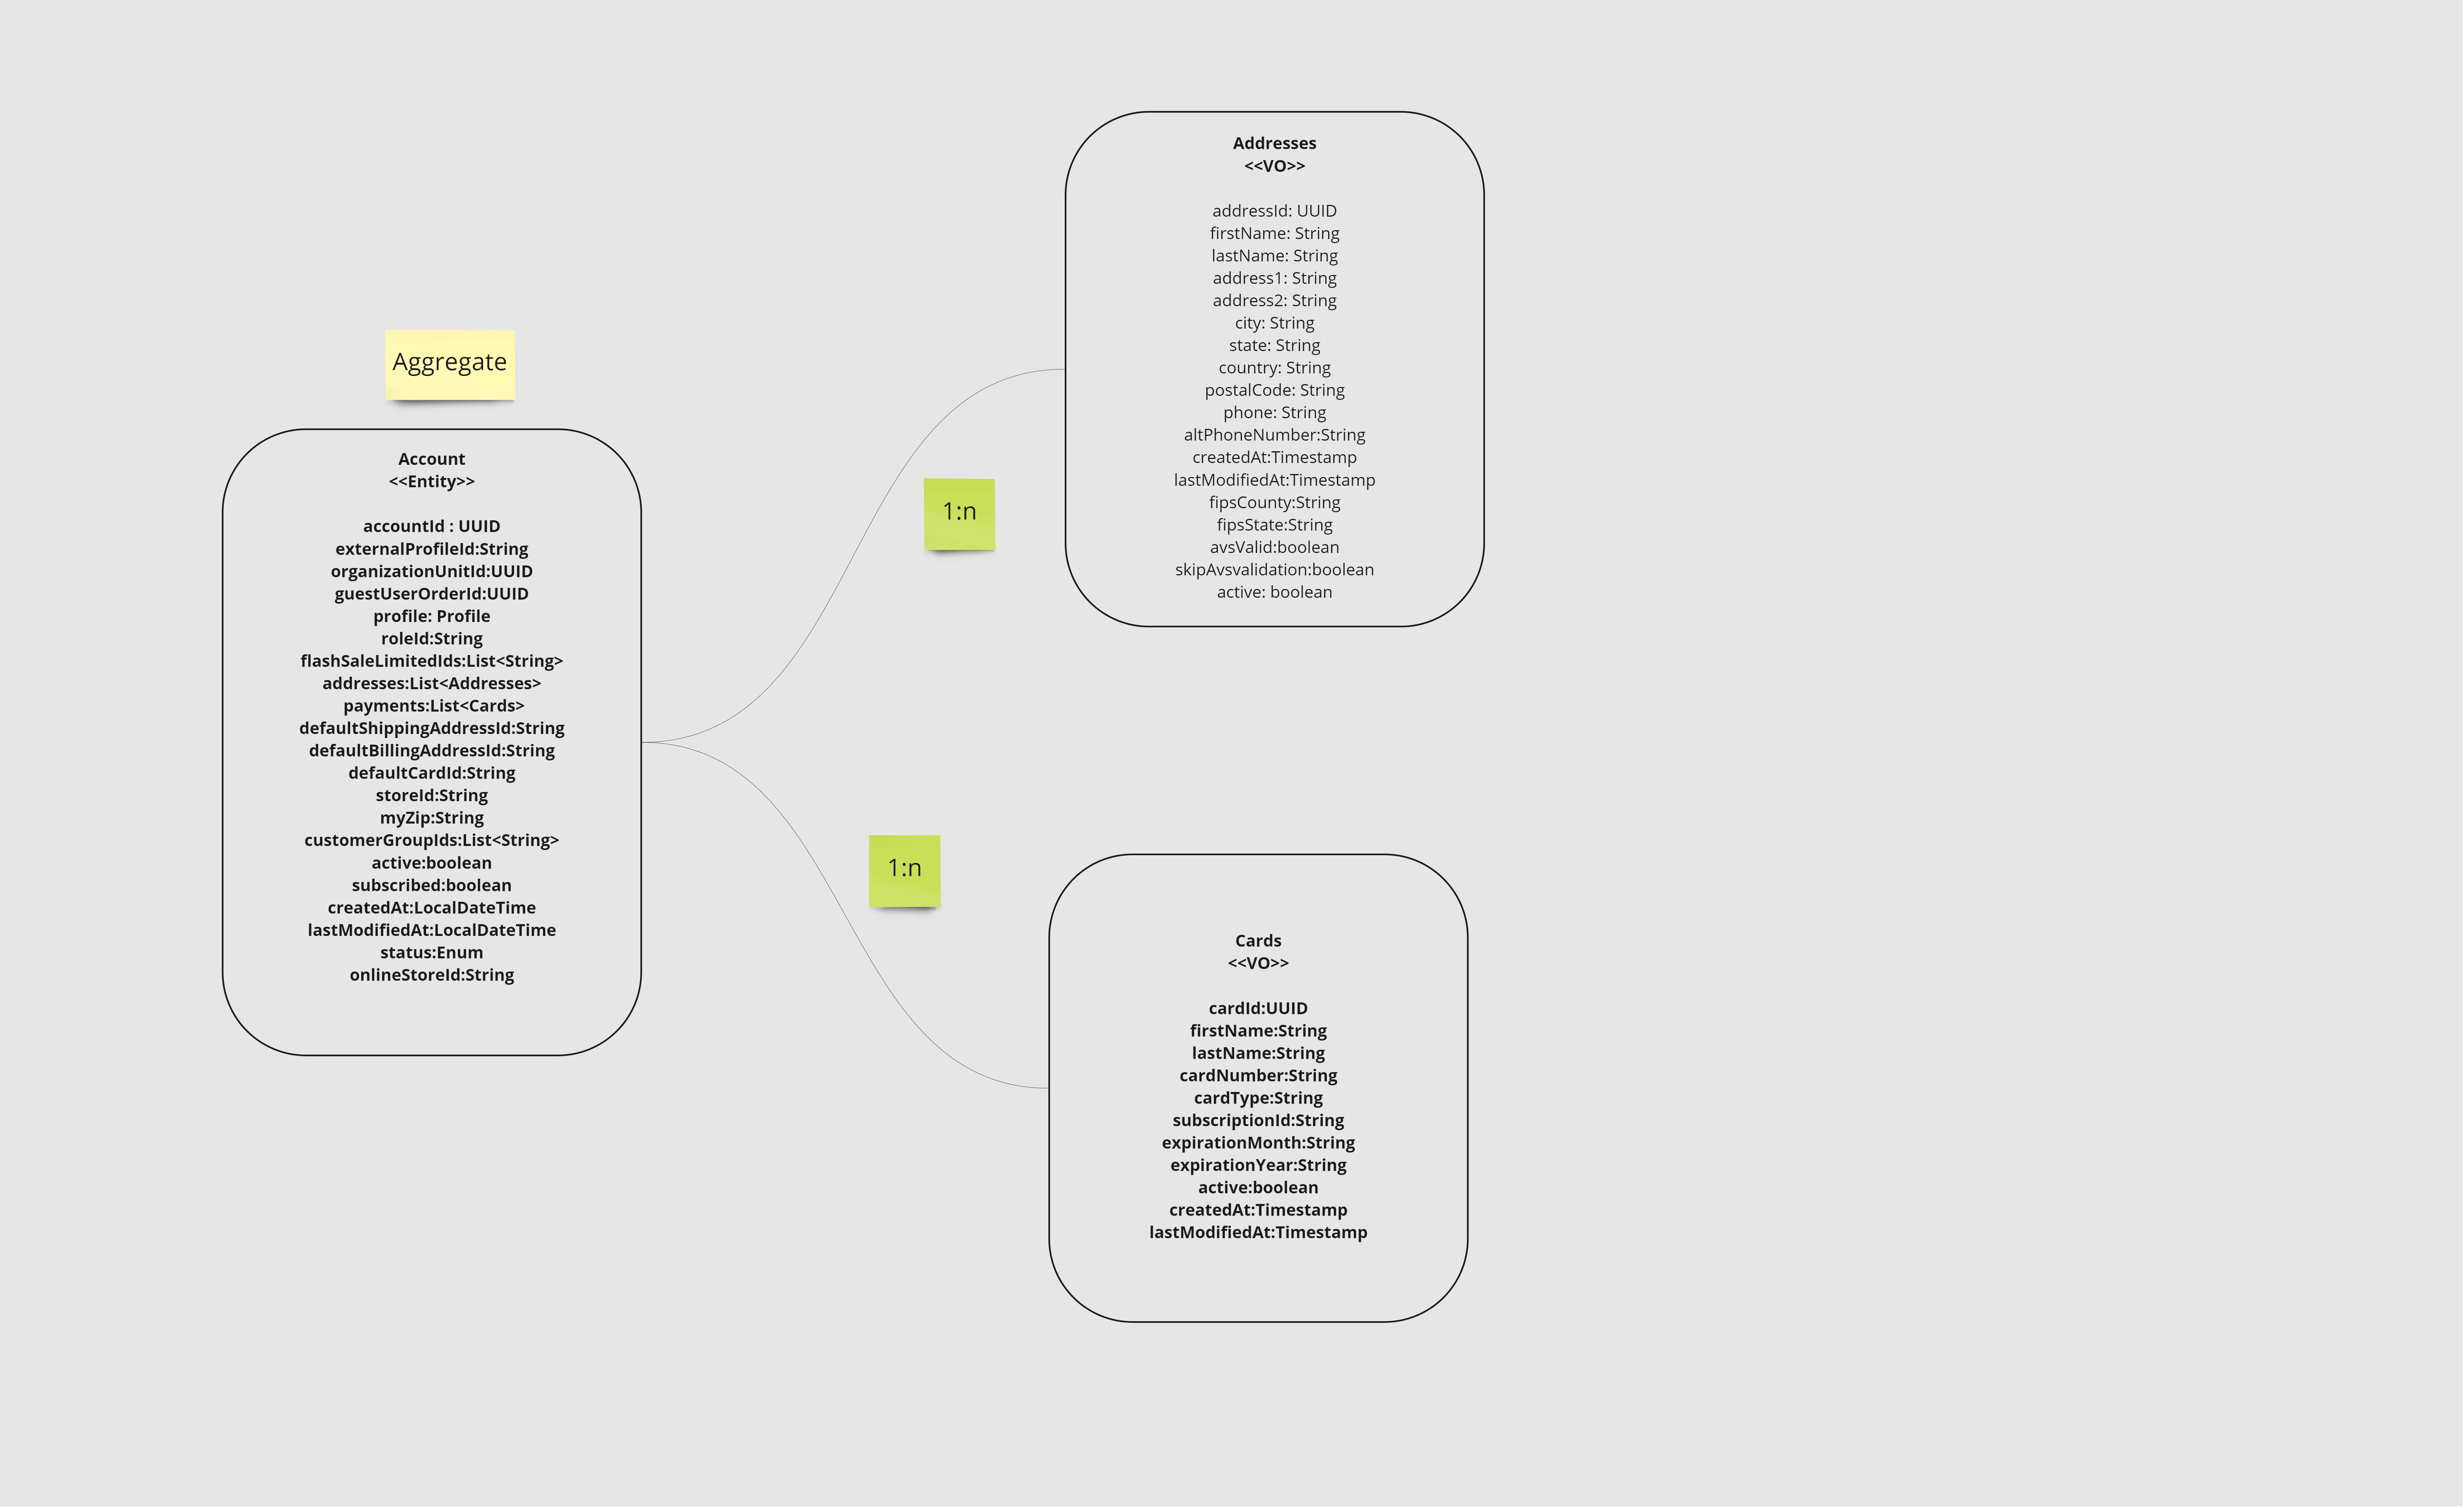 Aggregate
Account
<<Entity>>
accountId : UUID
externalProfileId:String
organizationUnitId:UUID
guestUserOrderId:UUID
profile: Profile
roleId:String
flashSaleLimitedIds:List<String>
addresses:List<Addresses>
payments:List<Cards>
defaultShippingAddressId:String
defaultBillingAddressId:String
defaultCardId:String
storeId:String
myZip:String
customerGroupIds:List<String>
active:boolean
subscribed:boolean
createdAt:LocalDateTime
lastModifiedAt:LocalDateTime
status:Enum
onlineStoreId:String
1:n
1:n
Addresses
<<VO>>
addressId: UUID
firstName: String
lastName: String
address1: String
address2: String
city: String
state: String
country: String
postalCode: String
phone: String
altPhoneNumber:String
createdAt:Timestamp
lastModifiedAt:Timestamp
fipsCounty:String
fipsState:String
avsValid:boolean
skipAvsvalidation:boolean
active: boolean
Cards
<<VO>>
cardId:UUID
firstName:String
lastName:String
cardNumber:String
cardType:String
subscriptionId:String
expirationMonth:String
expirationYear:String
active:boolean
createdAt:Timestamp
lastModifiedAt:Timestamp